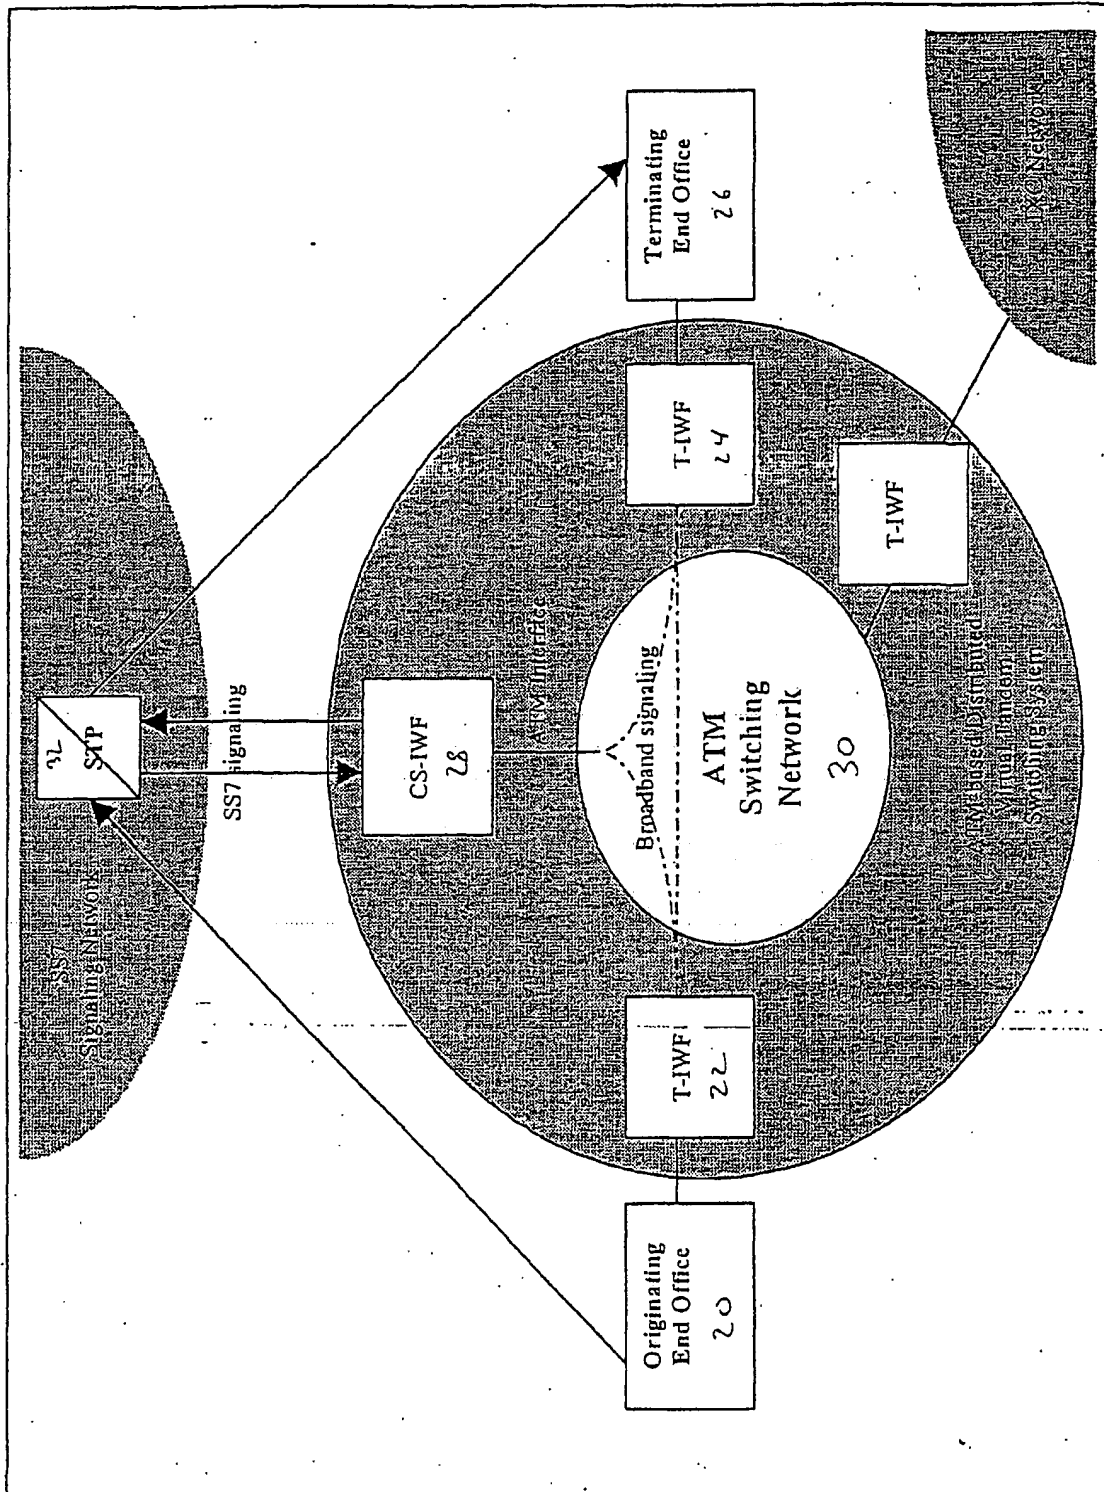 SS7
Signaling Network
32
STP
SS7 signaling
CS-IWF
28
ATM Interface
Originating
End Office
20
T-IWF
22
Broadband signaling
ATM
Switching
Network
30
T-IWF
24
Terminating
End Office
26
T-IWF
ATM-based Distributed
Virtual Tandem
Switching System
IXC Network